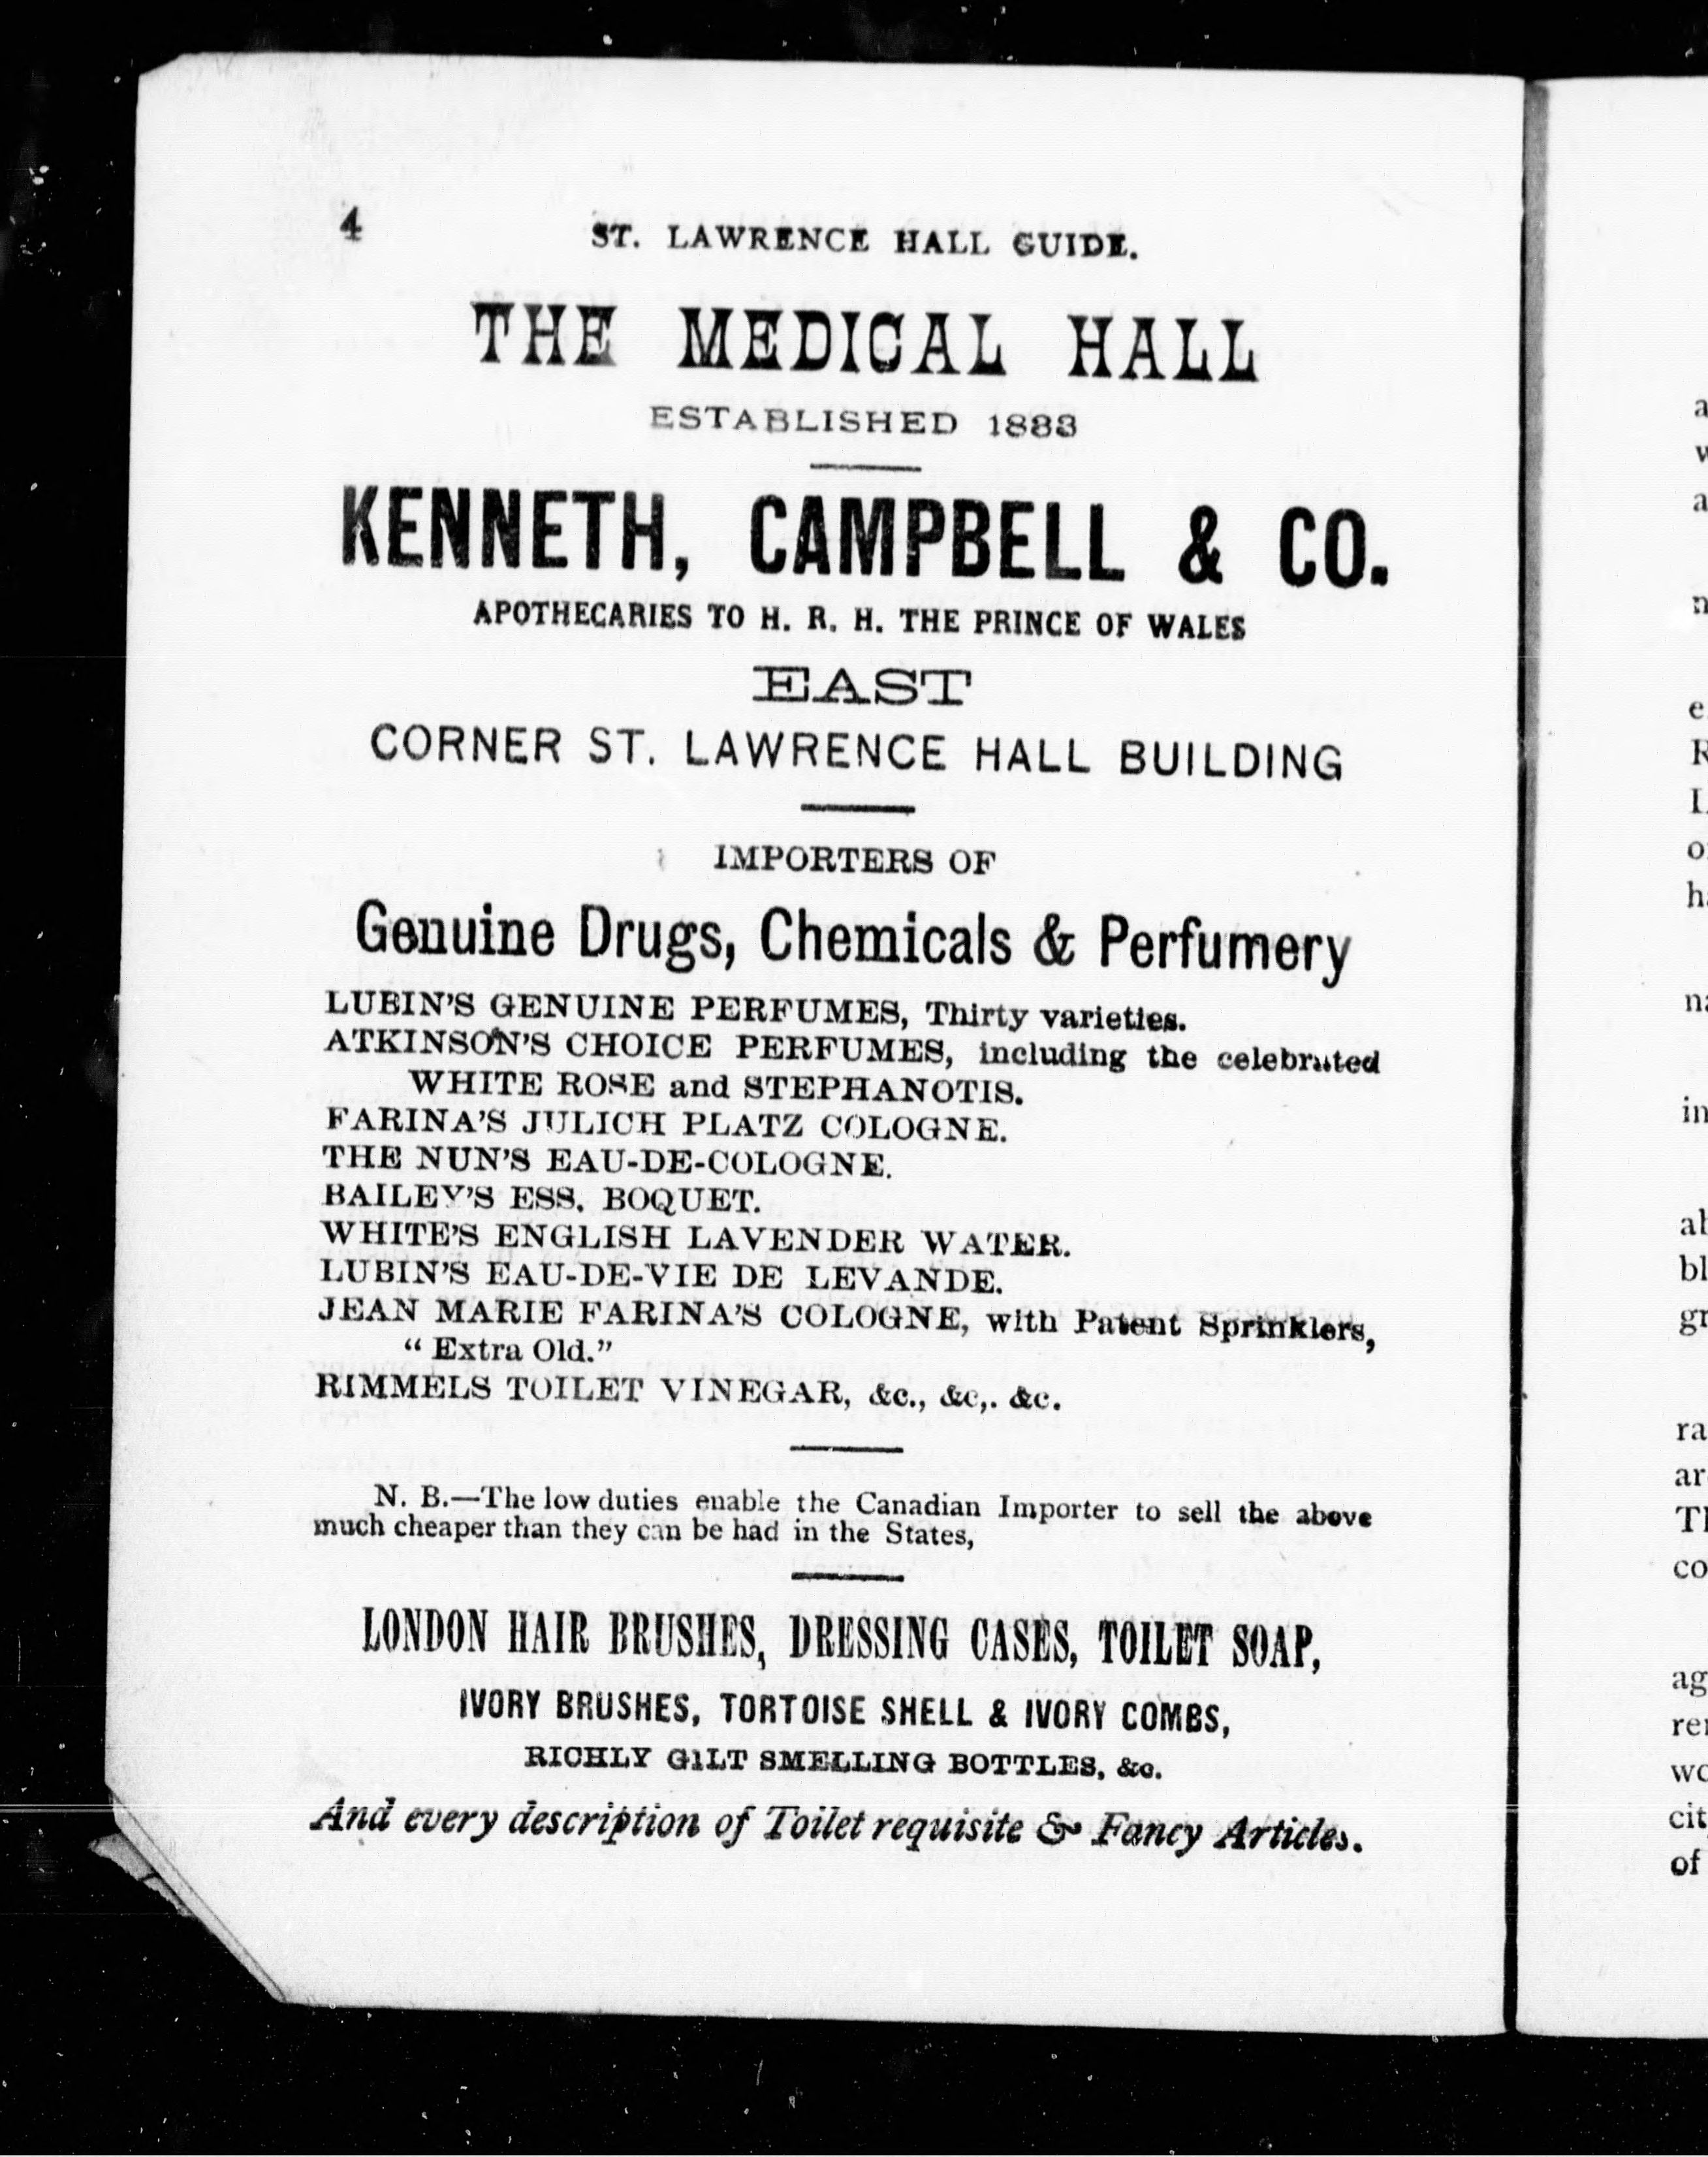 4 ST. LAWRENCE HALL GUIDE.
THE MEDICAL HALL
ESTABLISHED 1883
KENNETH, CAMPBELL & CO.
APOTHECARIES TO H. R. H. THE PRINCE OF WALES
EAST
CORNER ST. LAWRENCE HALL BUILDING
IMPORTERS OF
Genuine Drugs, Chemicals & Perfumery
LUBIN'S GENUINE PERFUMES, Thirty varieties.
ATKINSON'S CHOICE PERFUMES, including the celebrated
WHITE ROSE and STEPHANOTIS.
FARINA'S JULICH PLATZ COLOGNE.
THE NUN'S EAU-DE-COLOGNE.
BAILEY'S ESS. BOQUET.
WHITE'S ENGLISH LAVENDER WATER.
LUBIN'S EAU-DE-VIE DE LEVANDE.
JEAN MARIE FARINA'S COLOGNE, with Patent Sprinklers,
"Extra Old."
RIMMELS TOILET VINEGAR, &c., &c,. &c.
N. B.—The low duties enable the Canadian Importer to sell the above
much cheaper than they can be had in the States,
LONDON HAIR BRUSHES, DRESSING CASES, TOILET SOAP,
IVORY BRUSHES, TORTOISE SHELL & IVORY COMBS,
RICHLY GILT SMELLING BOTTLES, &c.
And every description of Toilet requisite & Fancy Articles.